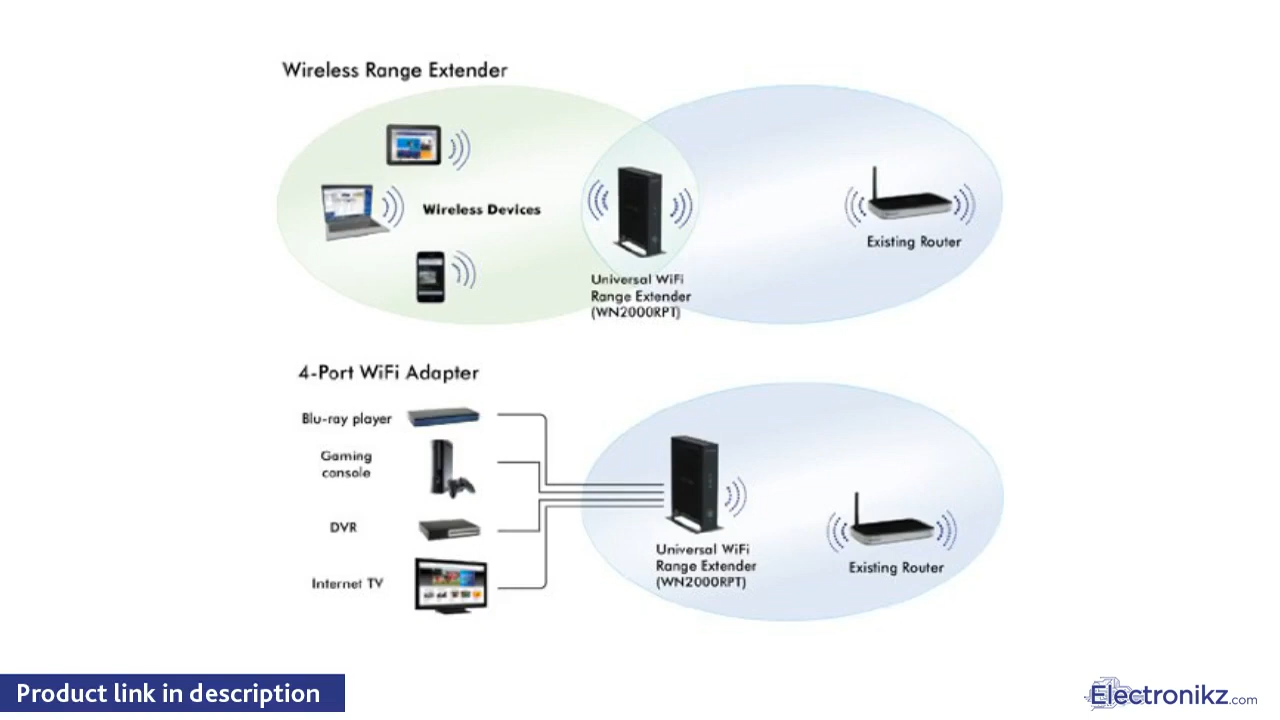 Wireless Range Extender
Wireless Devices
Existing Router
Universal WiFi
Range Extender
(WN2000RPT)
4-Port WiFi Adapter
Blu-ray player
Gaming
console
DVR
Internet TV
Universal WiFi
Range Extender
(WN2000RPT)
Existing Router
Product link in description
Electronikz.com